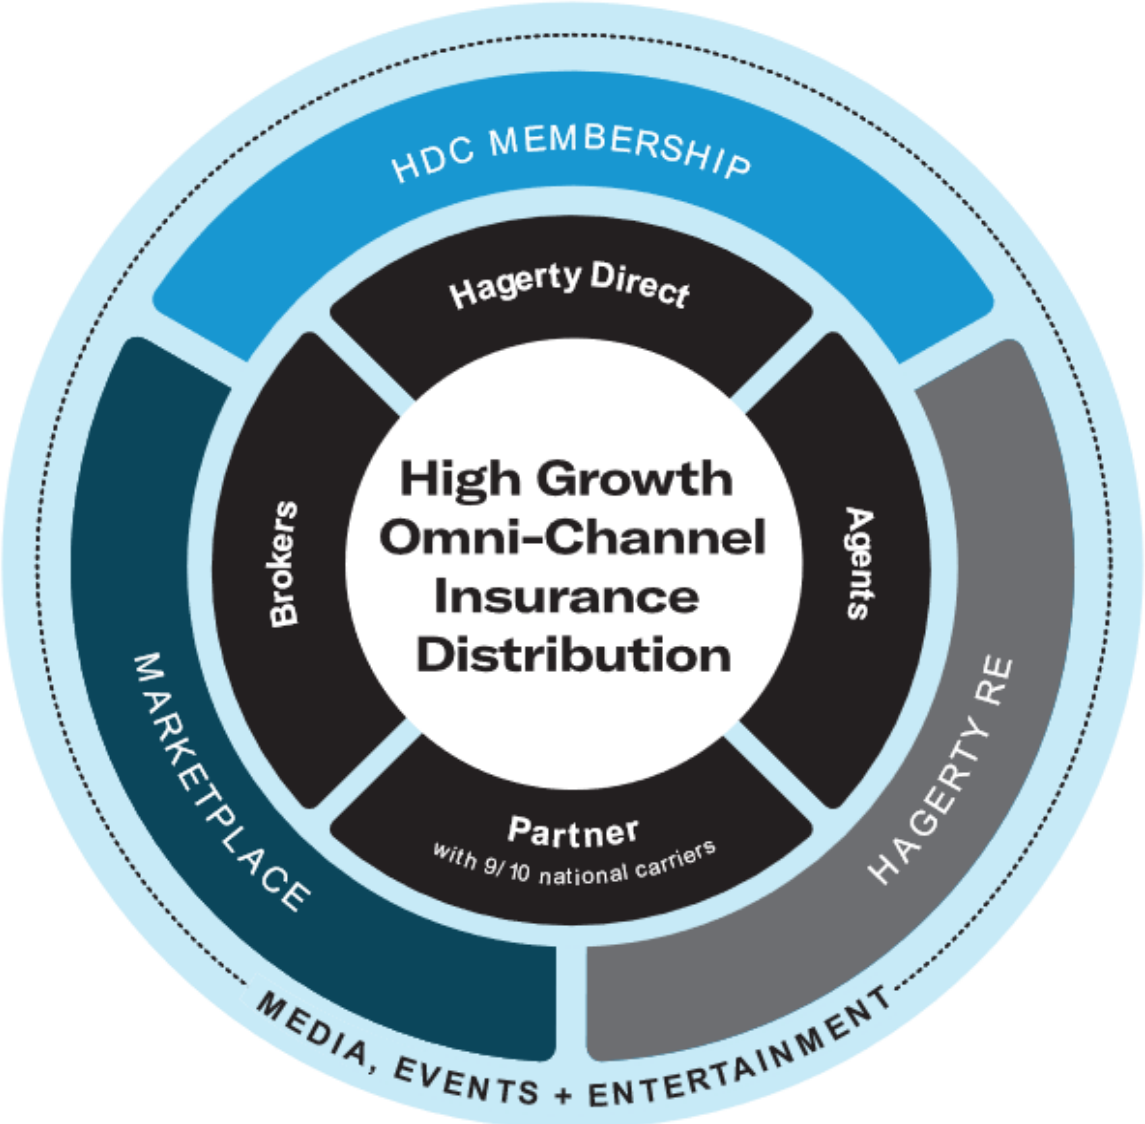 HDC MEMBERSHIP
Hagerty Direct
Brokers
High Growth
Omni-Channel
Insurance
Distribution
Agents
Partner
with 9/10 national carriers
MARKETPLACE
HAGERTY RE
MEDIA, EVENTS + ENTERTAINMENT